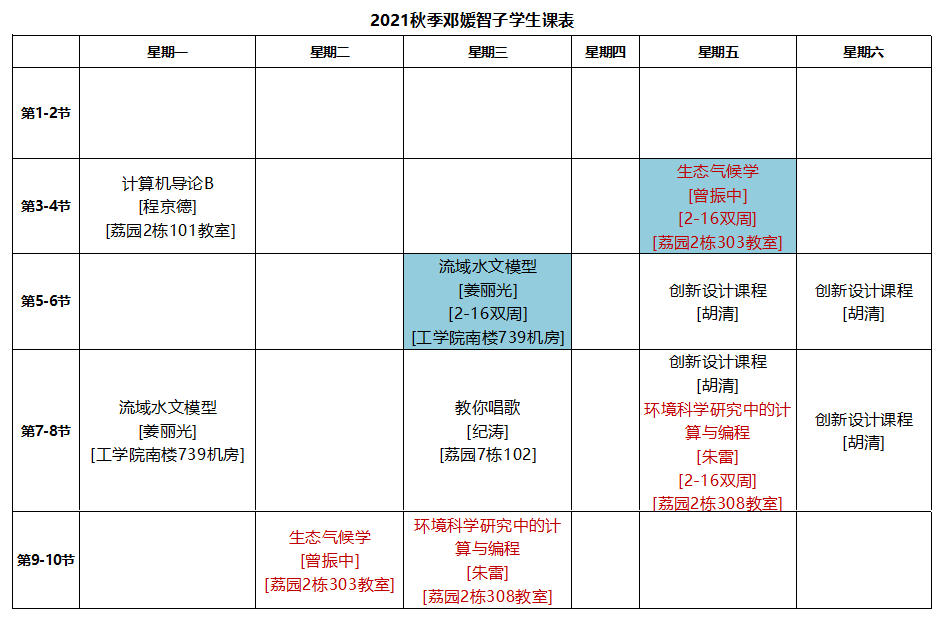 2021秋季邓媛智子学生课表
星期一 星期二 星期三 星期四 星期五 星期六
第1-2节
第3-4节
计算机导论B
[程京德]
[荔园2栋101教室]
生态气候学
[曾振中]
[2-16双周]
[荔园2栋303教室]
第5-6节
流域水文模型
[姜丽光]
[2-16双周]
[工学院南楼739机房]
创新设计课程
[胡清]
创新设计课程
[胡清]
第7-8节
流域水文模型
[姜丽光]
[工学院南楼739机房]
教你唱歌
[纪涛]
[荔园7栋102]
创新设计课程
[胡清]
环境科学研究中的计
算与编程
[朱雷]
[2-16双周]
[荔园2栋308教室]
创新设计课程
[胡清]
第9-10节
生态气候学
[曾振中]
[荔园2栋303教室]
环境科学研究中的计
算与编程
[朱雷]
[荔园2栋308教室]